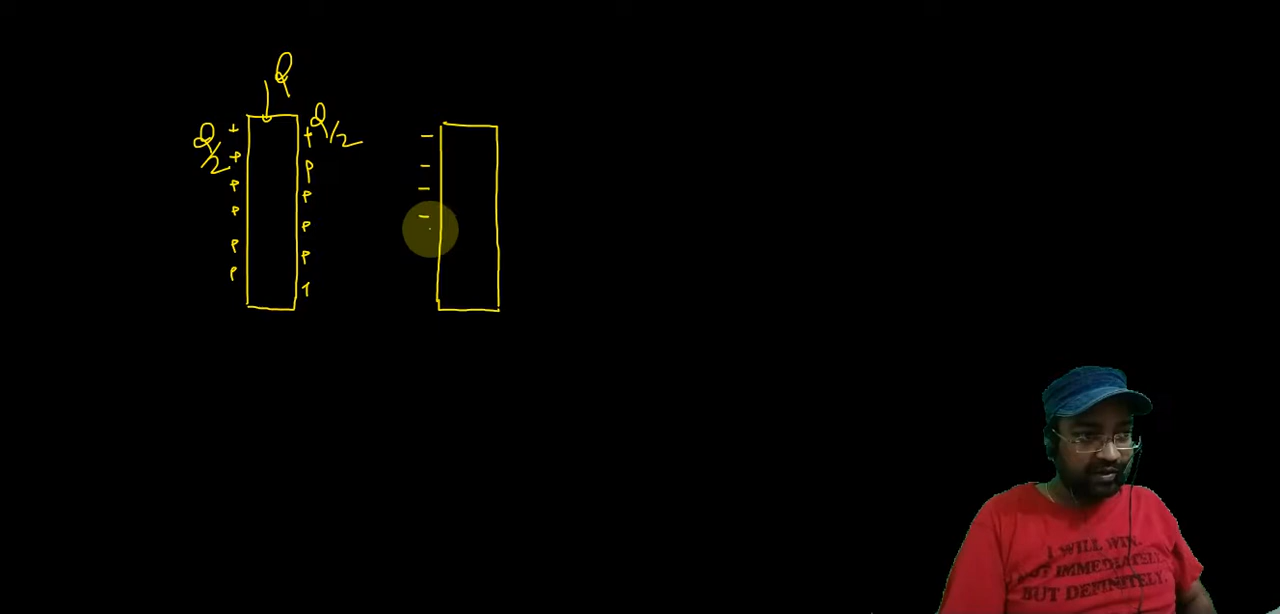 Q
Q/2
Q/2
+ +
+ +
+ +
+ +
+ +
+ +
–
–
–
–
I WILL WIN.
NOT IMMEDIATELY.
BUT DEFINITELY.